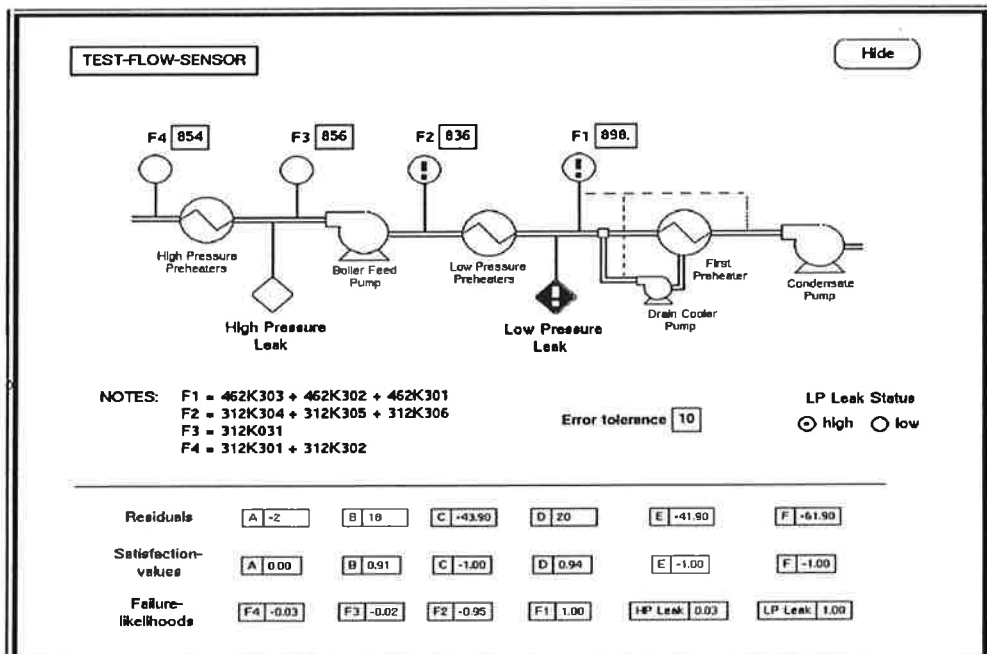 TEST-FLOW-SENSOR
Hide
F4 854
F3 856
F2 836
F1 898.
High Pressure
Preheaters
Boiler Feed
Pump
Low Pressure
Preheaters
First
Preheater
Condensate
Pump
Drain Cooler
Pump
High Pressure
Leak
Low Pressure
Leak
NOTES: F1 = 462K303 + 462K302 + 462K301
F2 = 312K304 + 312K305 + 312K306
F3 = 312K031
F4 = 312K301 + 312K302
Error tolerance 10
LP Leak Status
high low
Residuals A -2 B 18 C -43.90 D 20 E -41.90 F -61.90
Satisfaction-
values A 0.00 B 0.91 C -1.00 D 0.94 E -1.00 F -1.00
Failure-
likelihoods F4 -0.03 F3 -0.02 F2 -0.95 F1 1.00 HP Leak 0.03 LP Leak 1.00